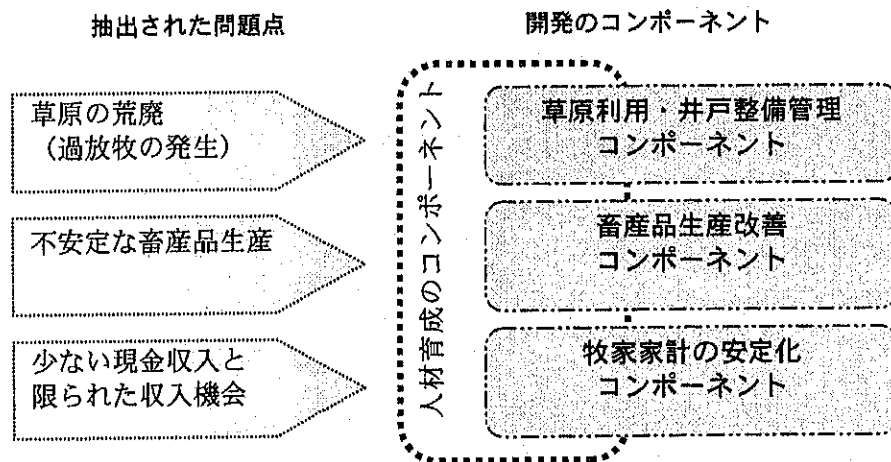 抽出された問題点
開発のコンポーネント
草原の荒廃
(過放牧の発生)
不安定な畜産品生産
少ない現金収入と
限られた収入機会
人材育成のコンポーネント
草原利用・井戸整備管理
コンポーネント
畜産品生産改善
コンポーネント
牧家家計の安定化
コンポーネント